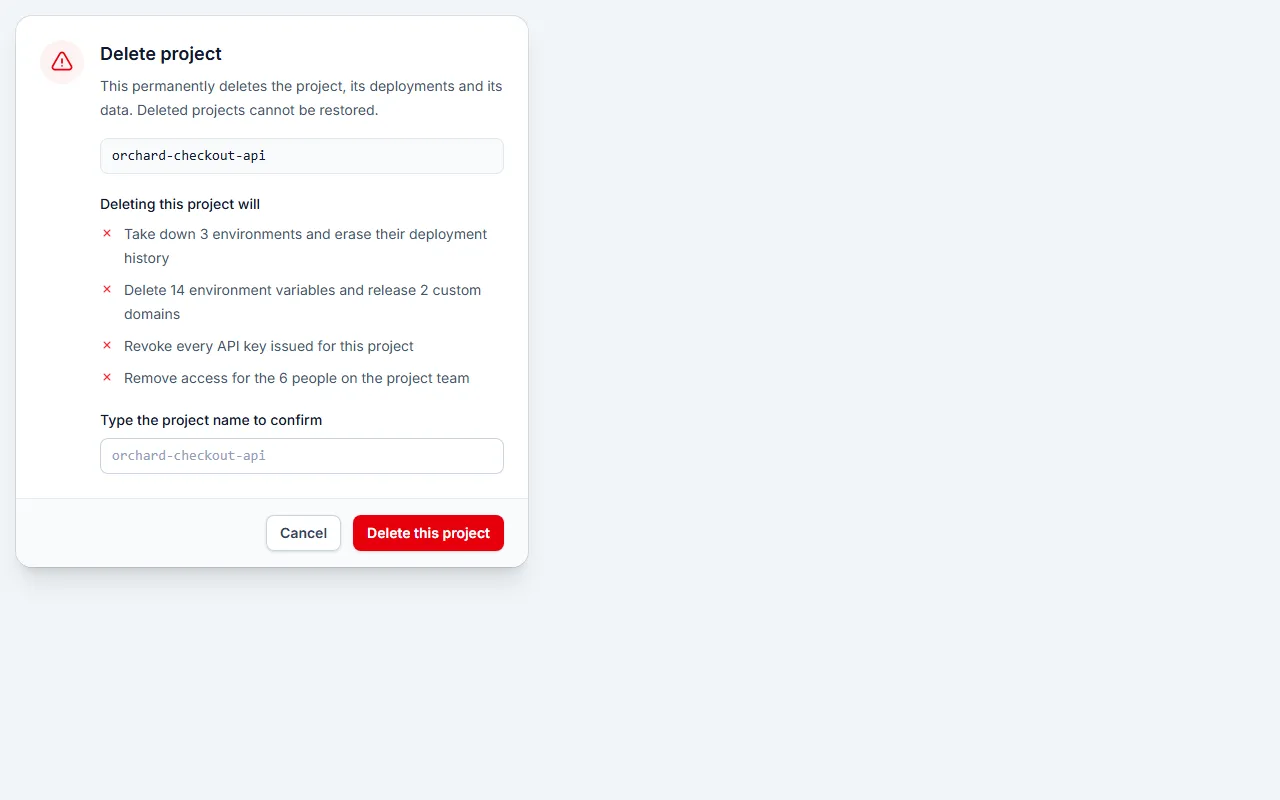 Delete project
This permanently deletes the project, its deployments and its
data. Deleted projects cannot be restored.
orchard-checkout-api
Deleting this project will
Take down 3 environments and erase their deployment
history
Delete 14 environment variables and release 2 custom
domains
Revoke every API key issued for this project
Remove access for the 6 people on the project team
Type the project name to confirm
orchard-checkout-api
Cancel
Delete this project